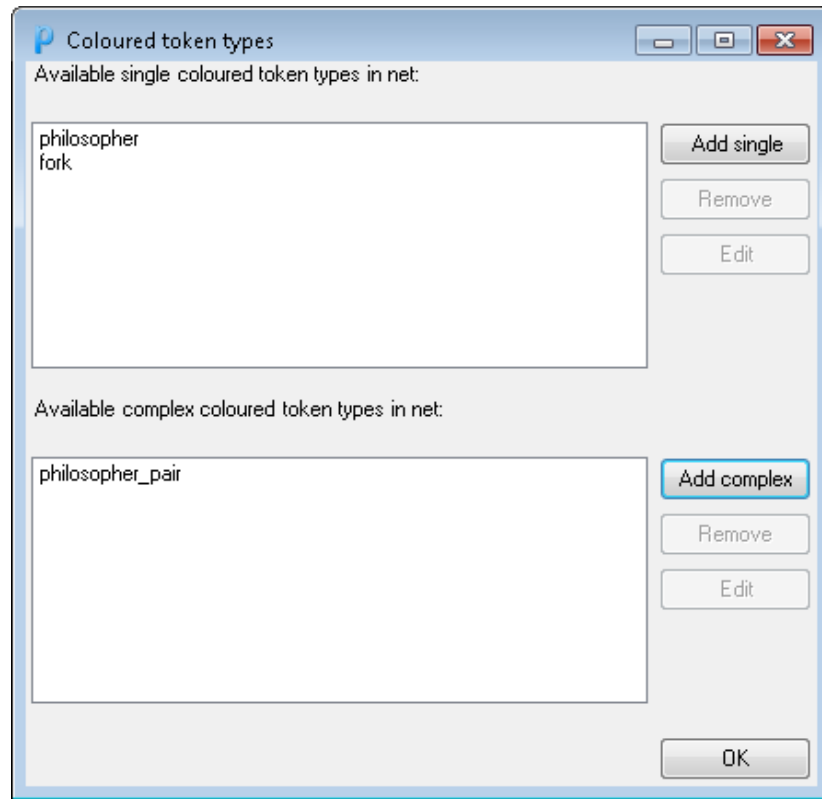 Coloured token types
Available single coloured token types in net:
philosopher
fork
Add single
Remove
Edit
Available complex coloured token types in net:
philosopher_pair
Add complex
Remove
Edit
OK